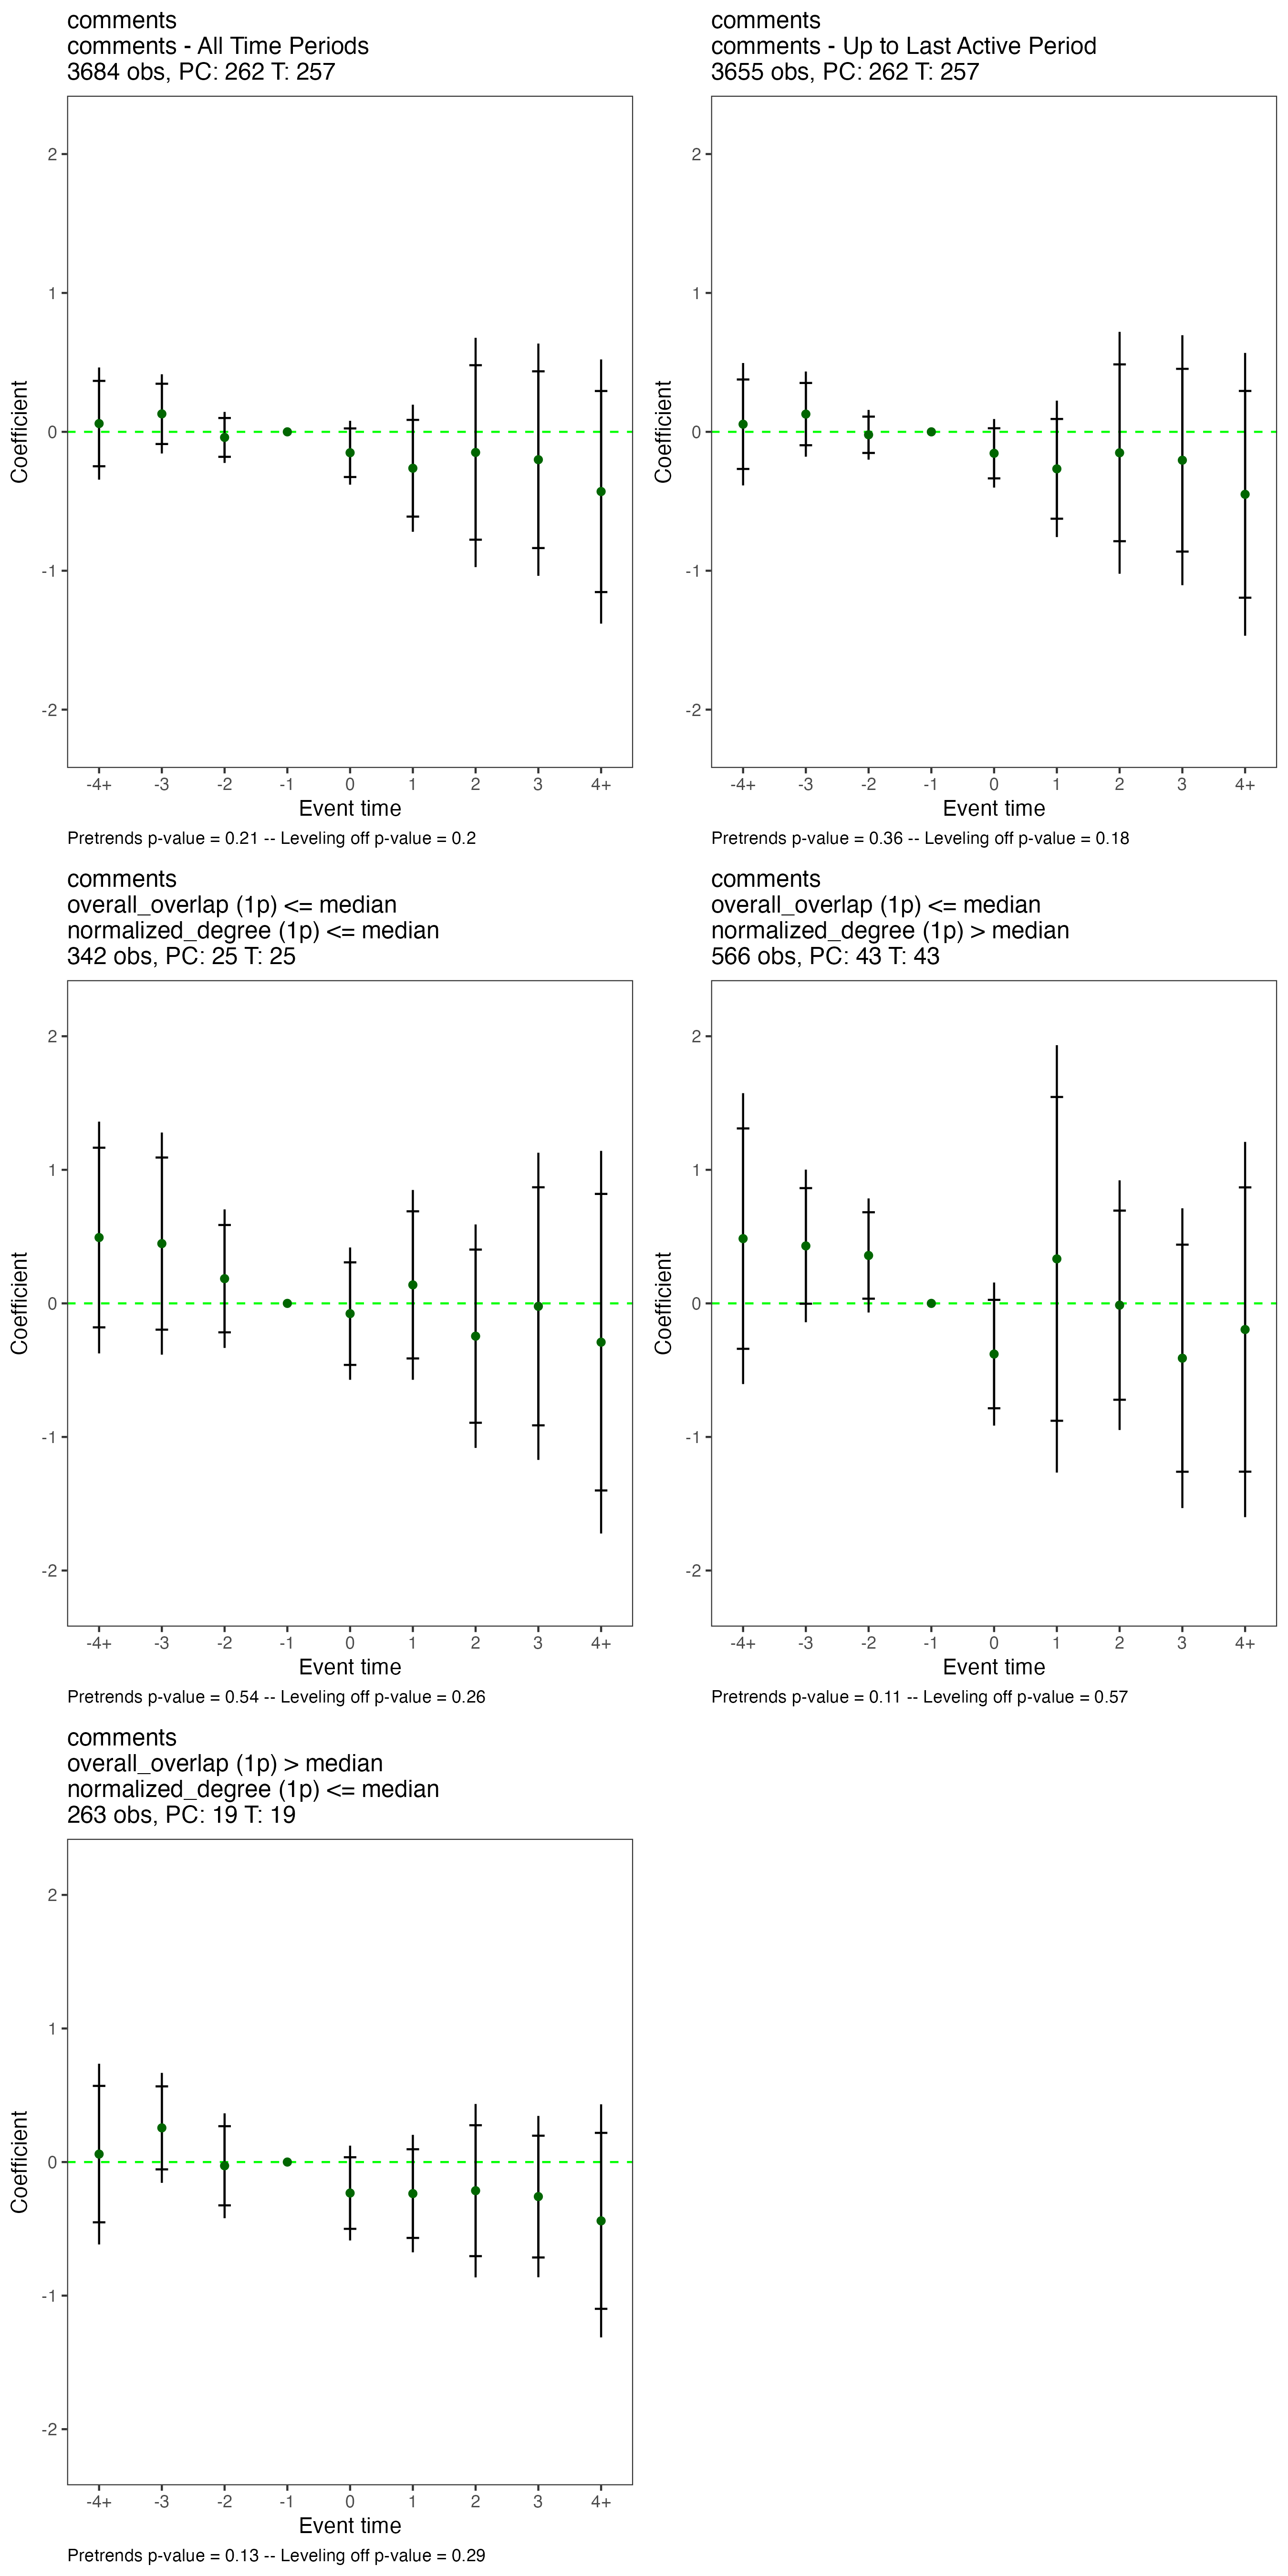 comments
comments - All Time Periods
3684 obs, PC: 262 T: 257
2
1
0
-1
-2
Coefficient
-4+ -3 -2 -1 0 1 2 3 4+
Event time
Pretrends p-value = 0.21 -- Leveling off p-value = 0.2
comments
comments - Up to Last Active Period
3655 obs, PC: 262 T: 257
2
1
0
-1
-2
Coefficient
-4+ -3 -2 -1 0 1 2 3 4+
Event time
Pretrends p-value = 0.36 -- Leveling off p-value = 0.18
comments
overall_overlap (1p) <= median
normalized_degree (1p) <= median
342 obs, PC: 25 T: 25
2
1
0
-1
-2
Coefficient
-4+ -3 -2 -1 0 1 2 3 4+
Event time
Pretrends p-value = 0.54 -- Leveling off p-value = 0.26
comments
overall_overlap (1p) <= median
normalized_degree (1p) > median
566 obs, PC: 43 T: 43
2
1
0
-1
-2
Coefficient
-4+ -3 -2 -1 0 1 2 3 4+
Event time
Pretrends p-value = 0.11 -- Leveling off p-value = 0.57
comments
overall_overlap (1p) > median
normalized_degree (1p) <= median
263 obs, PC: 19 T: 19
2
1
0
-1
-2
Coefficient
-4+ -3 -2 -1 0 1 2 3 4+
Event time
Pretrends p-value = 0.13 -- Leveling off p-value = 0.29